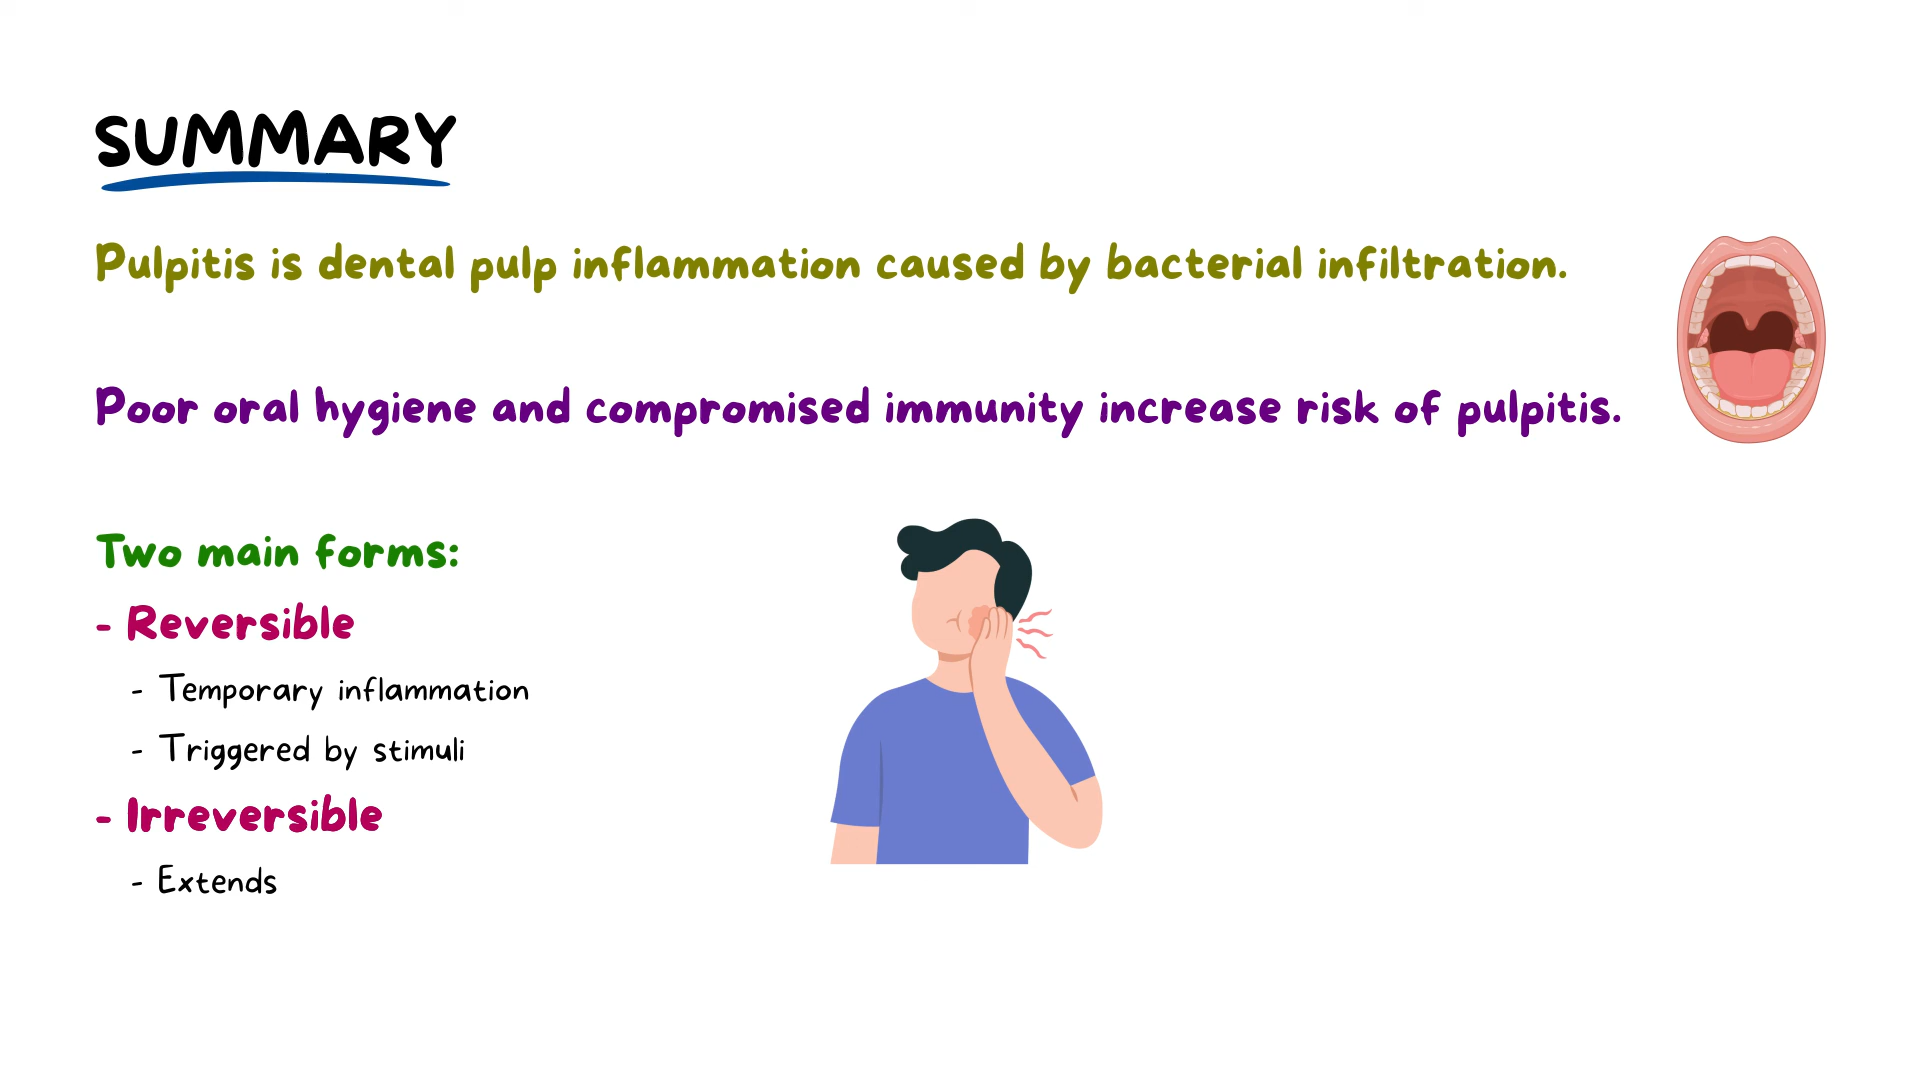 SUMMARY
Pulpitis is dental pulp inflammation caused by bacterial infiltration.
Poor oral hygiene and compromised immunity increase risk of pulpitis.
Two main forms:
- Reversible
- Temporary inflammation
- Triggered by stimuli
- Irreversible
- Extends